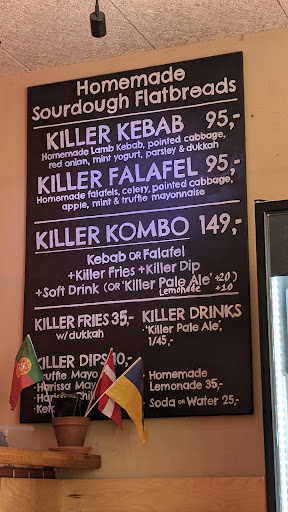 Homemade
Sourdough Flatbreads
KILLER KEBAB 95,-
Homemade Lamb Kebab, pointed cabbage,
red onion, mint yogurt, parsley & dukkah
KILLER FALAFEL 95,-
Homemade falafels, celery, pointed cabbage,
apple, mint & truffle mayonnaise
KILLER KOMBO 149,-
Kebab OR Falafel
+Killer Fries +Killer Dip
+Soft Drink (OR 'Killer Pale Ale' +20)
Lemonade +10
KILLER FRIES 35,-
w/dukkah
KILLER DIPS 10,-
Truffle Mayo
Harissa May
Chil
KILLER DRINKS
·'Killer Pale Ale',
1/45,-
· Homemade
Lemonade 35,-
· Soda OR Water 25,-